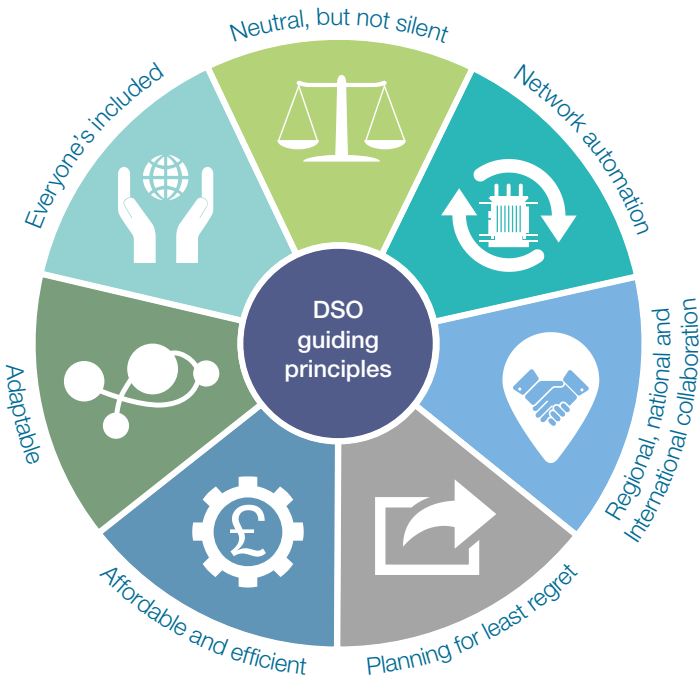 Neutral, but not silent
Network automation
Regional, national and
International collaboration
Planning for least regret
Affordable and efficient
Adaptable
Everyone's included
DSO
guiding
principles
£